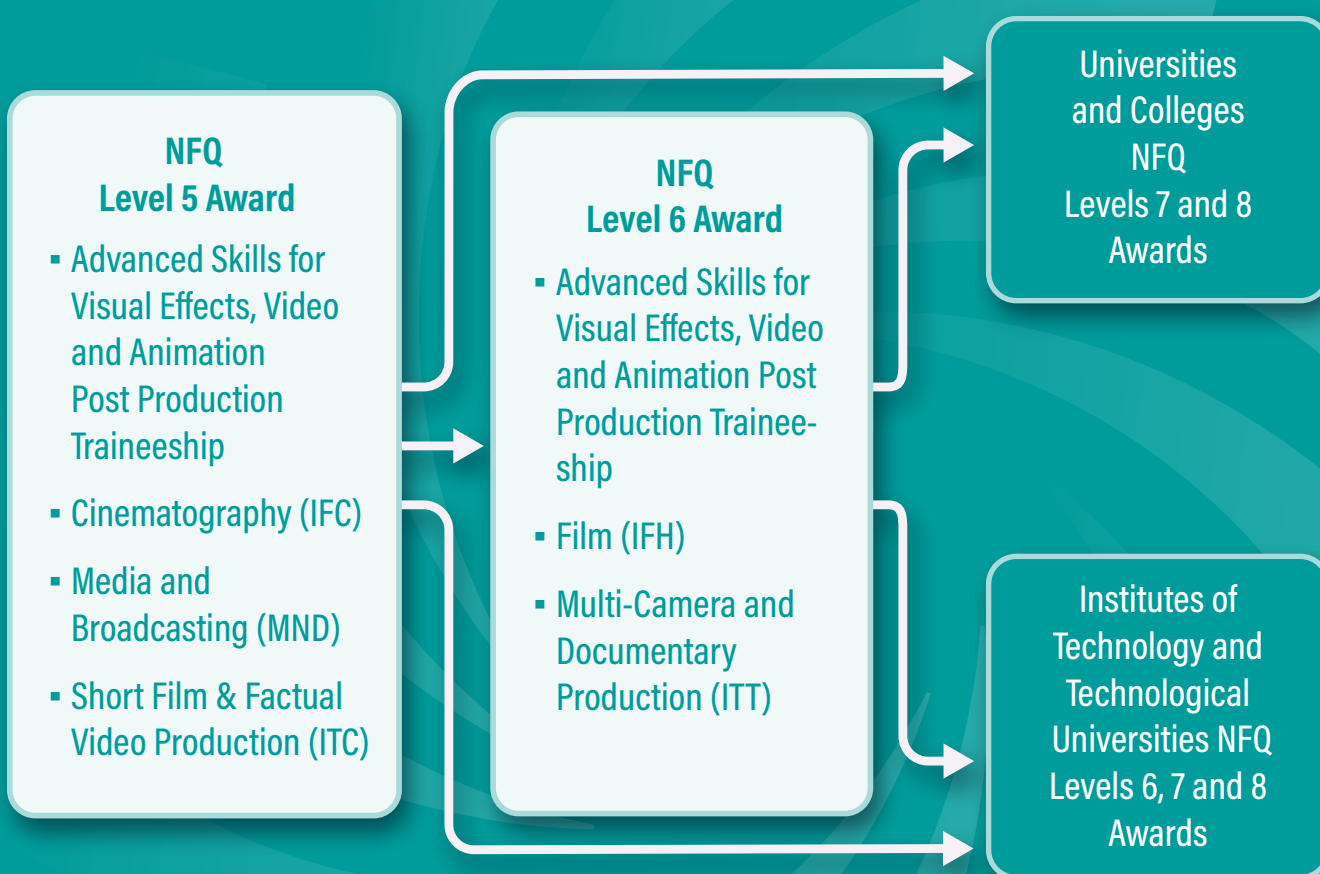 NFQ
Level 5 Award
▪ Advanced Skills for
Visual Effects, Video
and Animation
Post Production
Traineeship
▪ Cinematography (IFC)
▪ Media and
Broadcasting (MND)
▪ Short Film & Factual
Video Production (ITC)
NFQ
Level 6 Award
▪ Advanced Skills for
Visual Effects, Video
and Animation Post
Production Trainee-
ship
▪ Film (IFH)
▪ Multi-Camera and
Documentary
Production (ITT)
Universities
and Colleges
NFQ
Levels 7 and 8
Awards
Institutes of
Technology and
Technological
Universities NFQ
Levels 6, 7 and 8
Awards